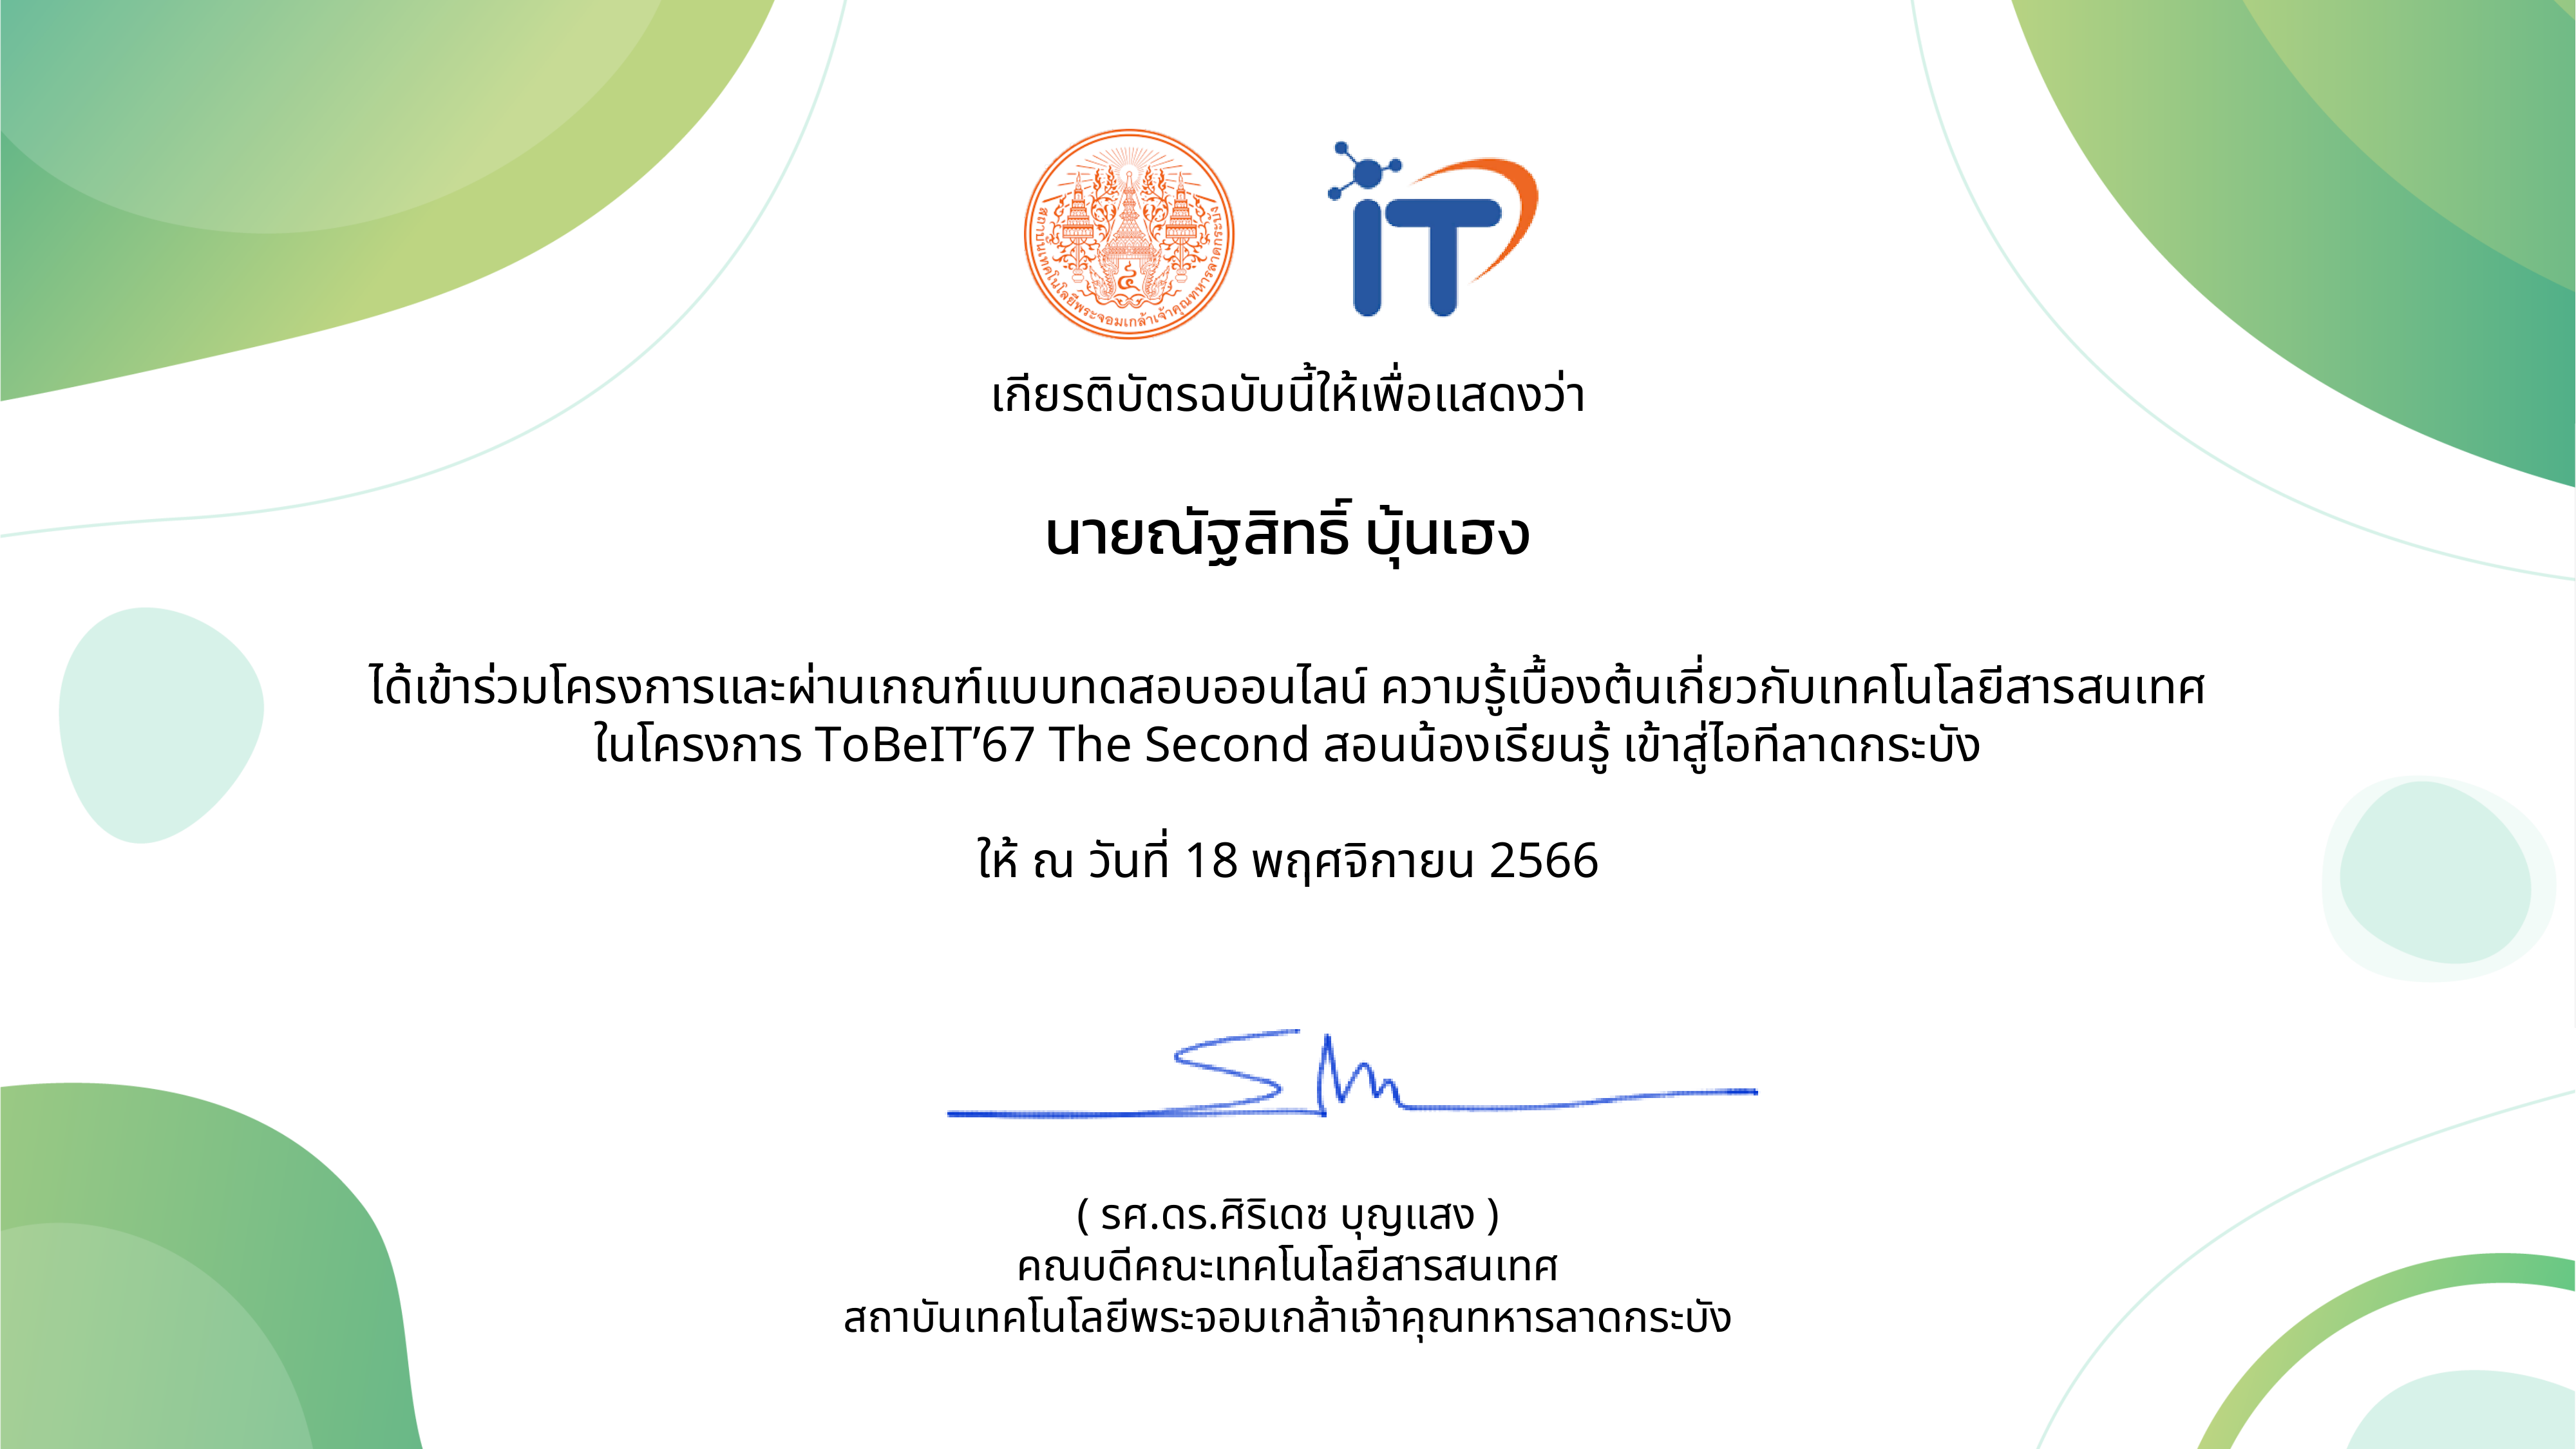 สถาบันเทคโนโลยีพระจอมเกล้าเจ้าคุณทหารลาดกระบัง
๔
iT
เกียรติบัตรฉบับนี้ให้เพื่อแสดงว่า
นายณัฐสิทธิ์ บุ้นเฮง
ได้เข้าร่วมโครงการและผ่านเกณฑ์แบบทดสอบออนไลน์ ความรู้เบื้องต้นเกี่ยวกับเทคโนโลยีสารสนเทศ
ในโครงการ ToBeIT’67 The Second สอนน้องเรียนรู้ เข้าสู่ไอทีลาดกระบัง
ให้ ณ วันที่ 18 พฤศจิกายน 2566
( รศ.ดร.ศิริเดช บุญแสง )
คณบดีคณะเทคโนโลยีสารสนเทศ
สถาบันเทคโนโลยีพระจอมเกล้าเจ้าคุณทหารลาดกระบัง